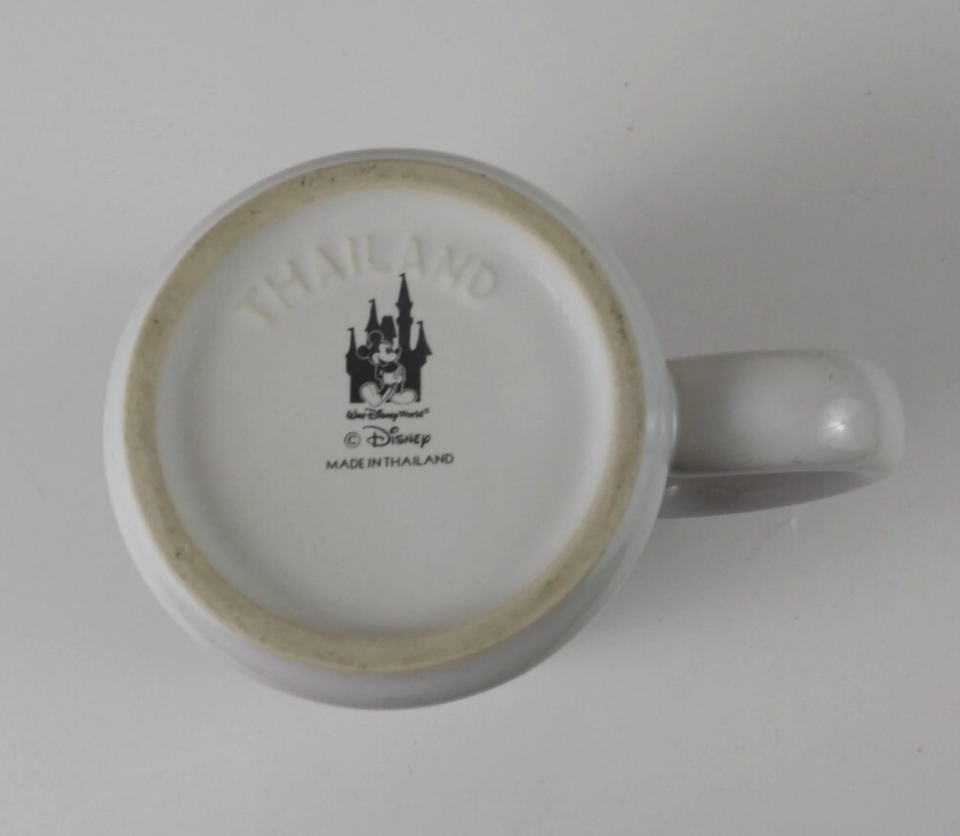 THAILAND
Walt Disney World®
© Disney
MADE IN THAILAND